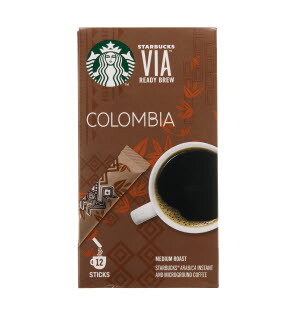 STARBUCKS
VIA
READY BREW
COLOMBIA
12
STICKS
MEDIUM ROAST
STARBUCKS® ARABICA INSTANT
AND MICROGROUND COFFEE